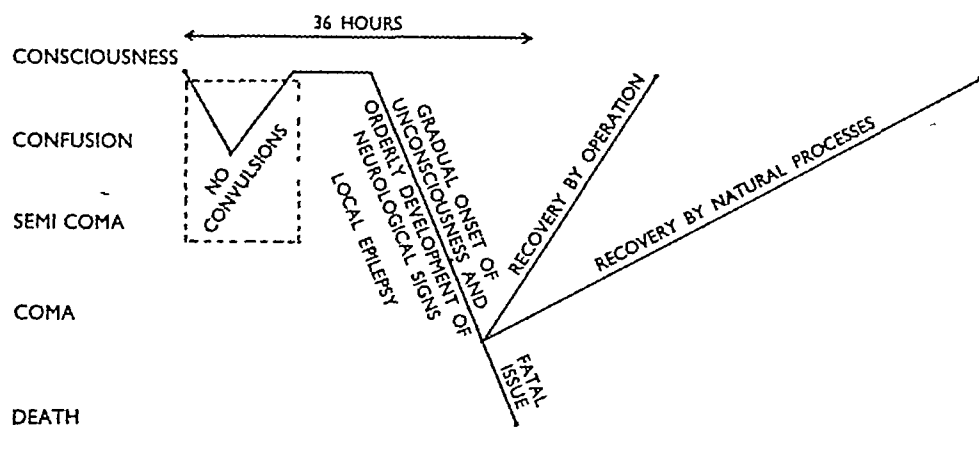 36 HOURS
CONSCIOUSNESS
CONFUSION
SEMI COMA
COMA
DEATH
NO
CONVULSIONS
GRADUAL ONSET OF
UNCONSCIOUSNESS AND
ORDERLY DEVELOPMENT OF
NEUROLOGICAL SIGNS
LOCAL EPILEPSY
RECOVERY BY OPERATION
RECOVERY BY NATURAL PROCESSES
FATAL
ISSUE